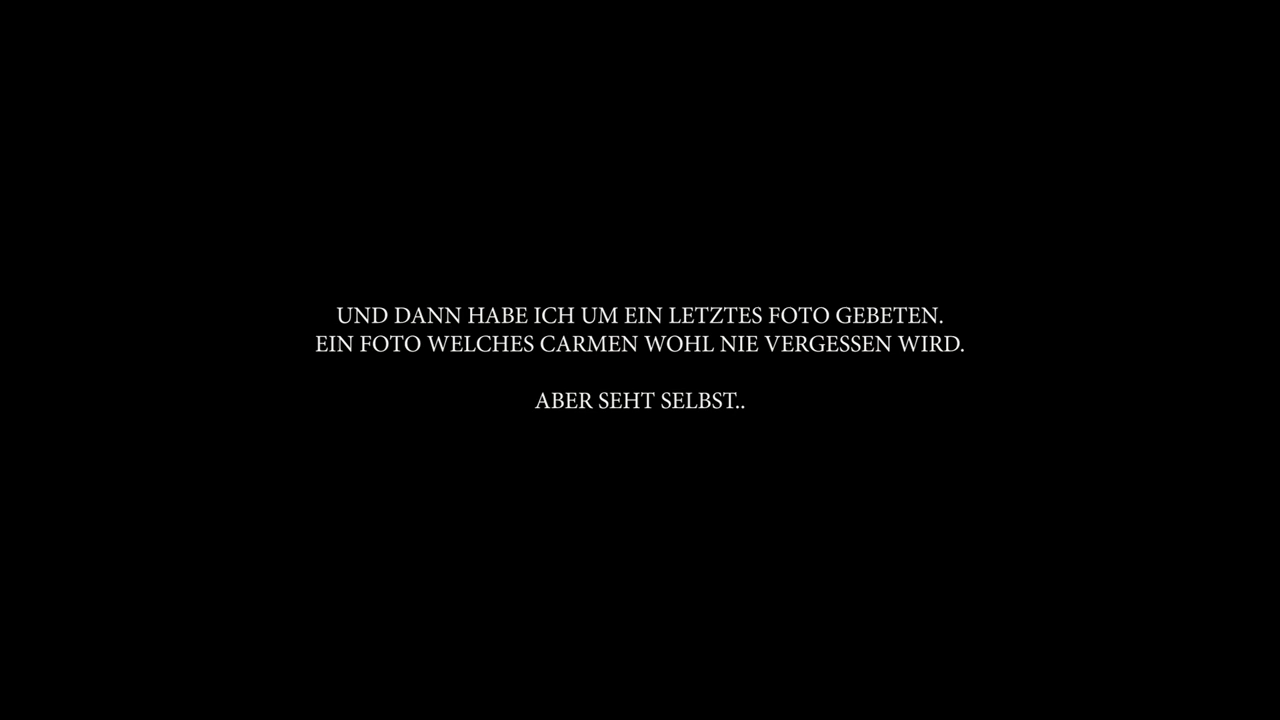 UND DANN HABE ICH UM EIN LETZTES FOTO GEBETEN.
EIN FOTO WELCHES CARMEN WOHL NIE VERGESSEN WIRD.
ABER SEHT SELBST..